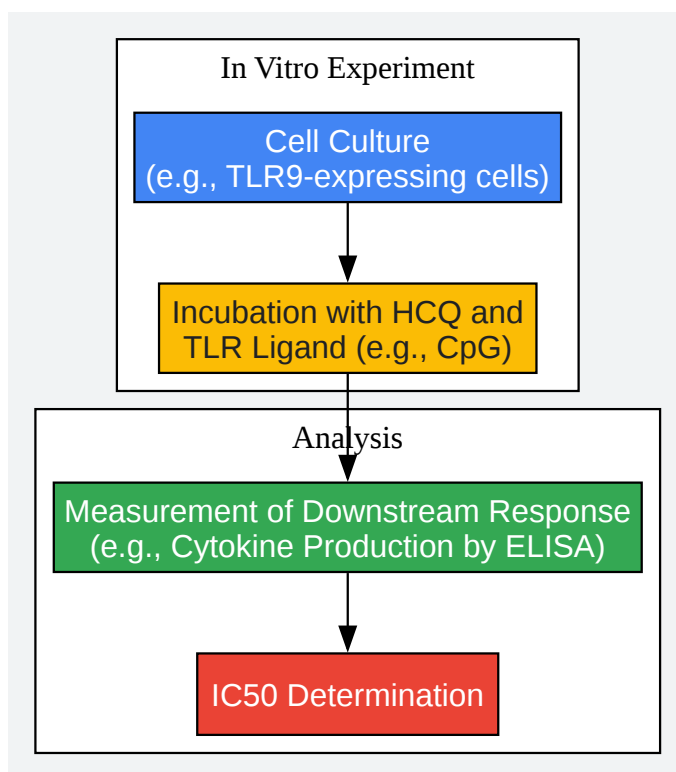 In Vitro Experiment
Cell Culture
(e.g., TLR9-expressing cells)
Incubation with HCQ and
TLR Ligand (e.g., CpG)
Analysis
Measurement of Downstream Response
(e.g., Cytokine Production by ELISA)
IC50 Determination